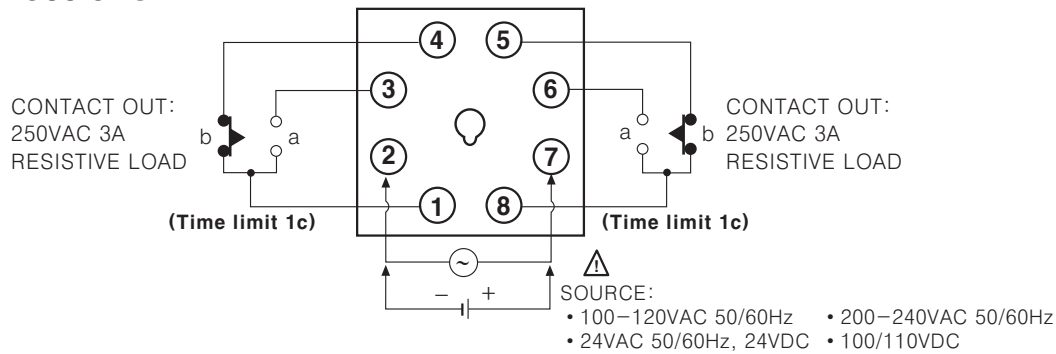 4 5
3 6
2 7
1 8
CONTACT OUT:
250VAC 3A
RESISTIVE LOAD
b a
(Time limit 1c)
CONTACT OUT:
250VAC 3A
RESISTIVE LOAD
a b
(Time limit 1c)
~
− +
SOURCE:
• 100−120VAC 50/60Hz • 200−240VAC 50/60Hz
• 24VAC 50/60Hz, 24VDC • 100/110VDC